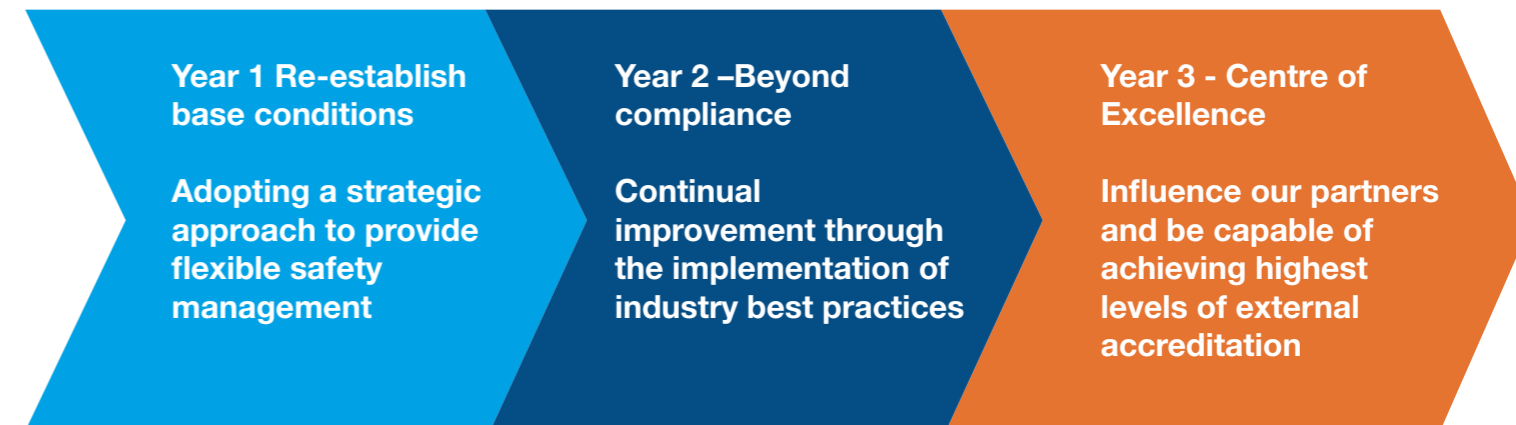 Year 1 Re-establish
base conditions
Adopting a strategic
approach to provide
flexible safety
management
Year 2 –Beyond
compliance
Continual
improvement through
the implementation of
industry best practices
Year 3 - Centre of
Excellence
Influence our partners
and be capable of
achieving highest
levels of external
accreditation